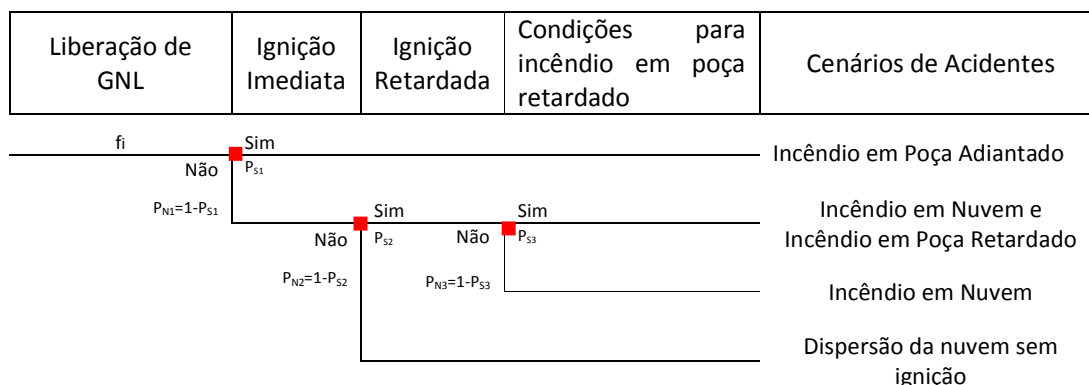 Liberação de
GNL
Ignição
Imediata
Ignição
Retardada
Condições para
incêndio em poça
retardado
Cenários de Acidentes
fi
Sim
Não
PS1
PN1=1-PS1
Incêndio em Poça Adiantado
Sim
Não
PS2
PN2=1-PS2
Sim
Não
PS3
PN3=1-PS3
Incêndio em Nuvem e
Incêndio em Poça Retardado
Incêndio em Nuvem
Dispersão da nuvem sem
ignição